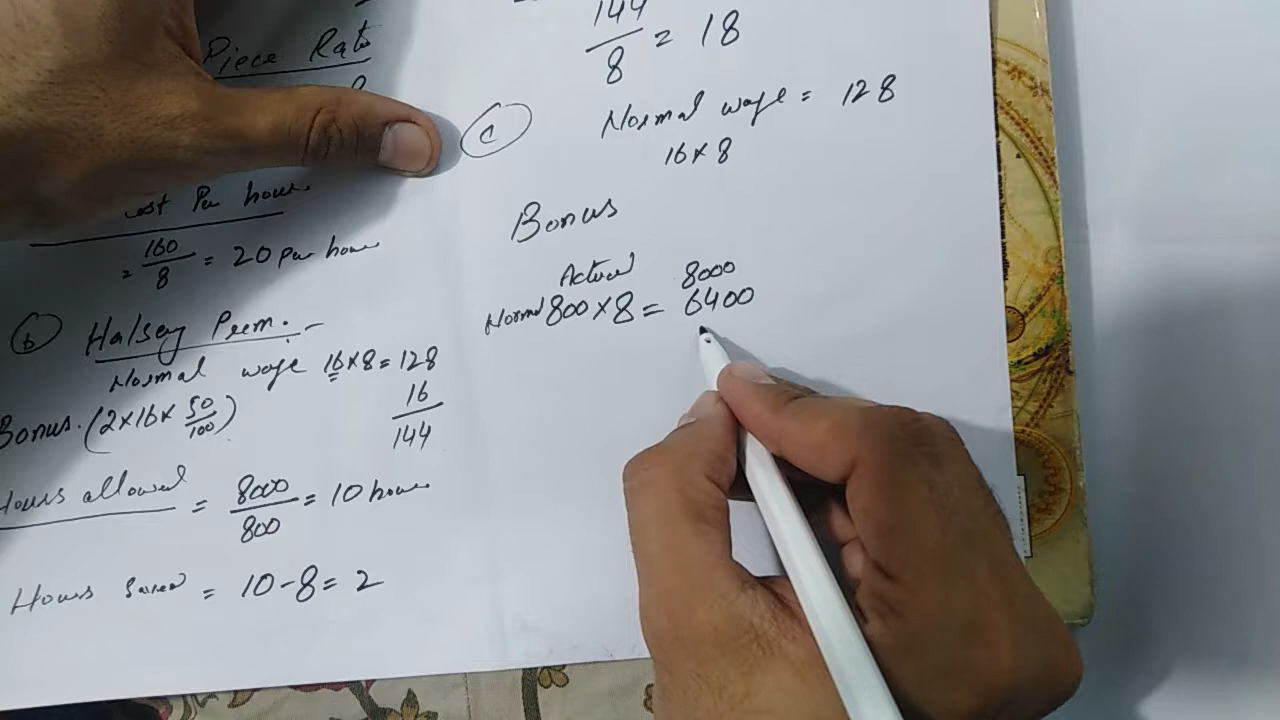 Piece Rate
cost Per hour
= 160/8 = 20 per hour
(b) Halsey Prem. -
Normal wage 16×8=128
Bonus. (2×16×50/100) 16
144
Hours allowed = 8000/800 = 10 hours
Hours Saved = 10-8=2
144/8 = 18
(c) Normal wage = 128
16×8
Bonus
Actual 8000
Normal 800×8 = 6400